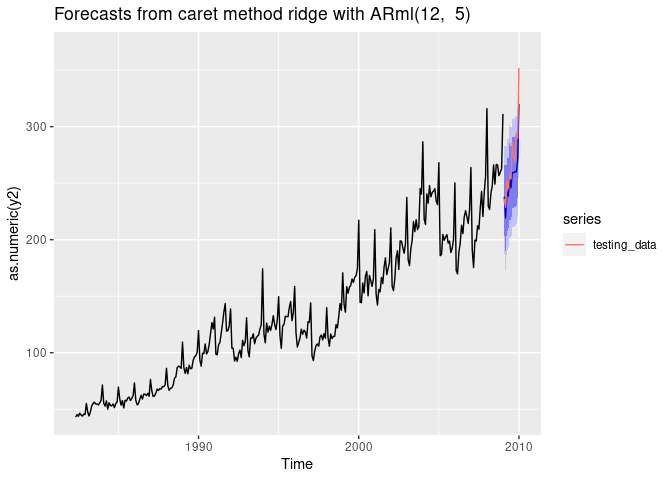 Forecasts from caret method ridge with ARml(12,  5)
300
200
100
as.numeric(y2)
1990
2000
2010
Time
series
testing_data